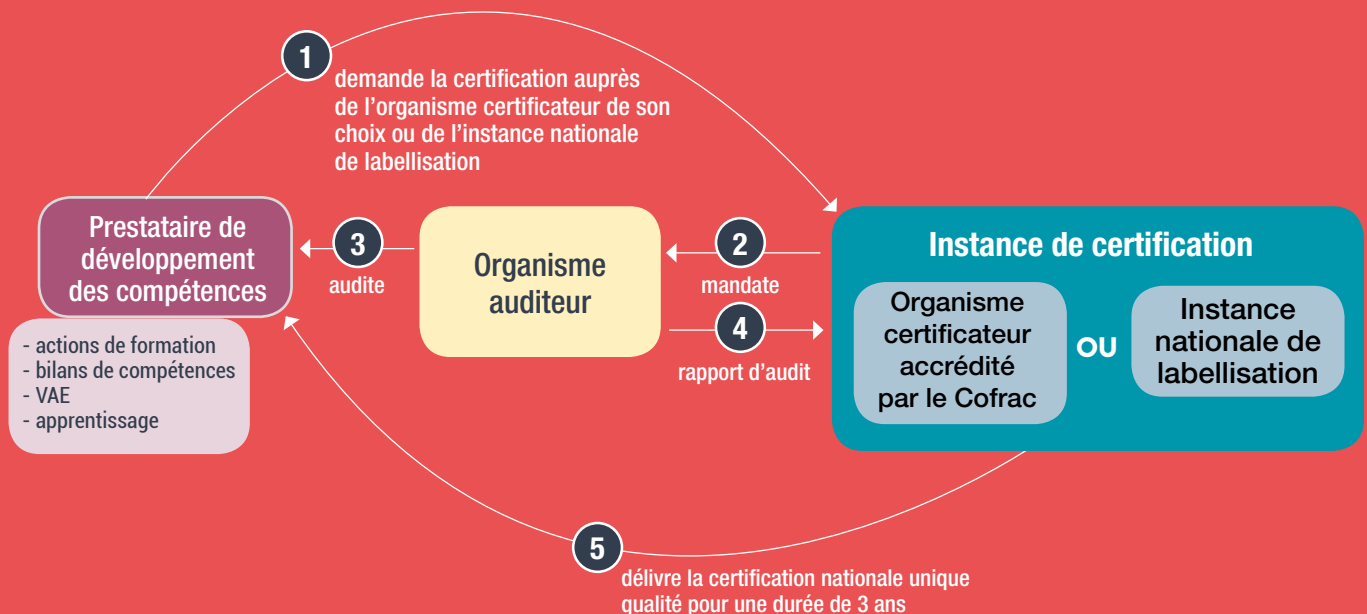 1
demande la certification auprès
de l’organisme certificateur de son
choix ou de l’instance nationale
de labellisation
Prestataire de
développement
des compétences
- actions de formation
- bilans de compétences
- VAE
- apprentissage
3
audite
Organisme
auditeur
2
mandate
4
rapport d’audit
Instance de certification
Organisme
certificateur
accrédité
par le Cofrac
OU
Instance
nationale de
labellisation
5
délivre la certification nationale unique
qualité pour une durée de 3 ans